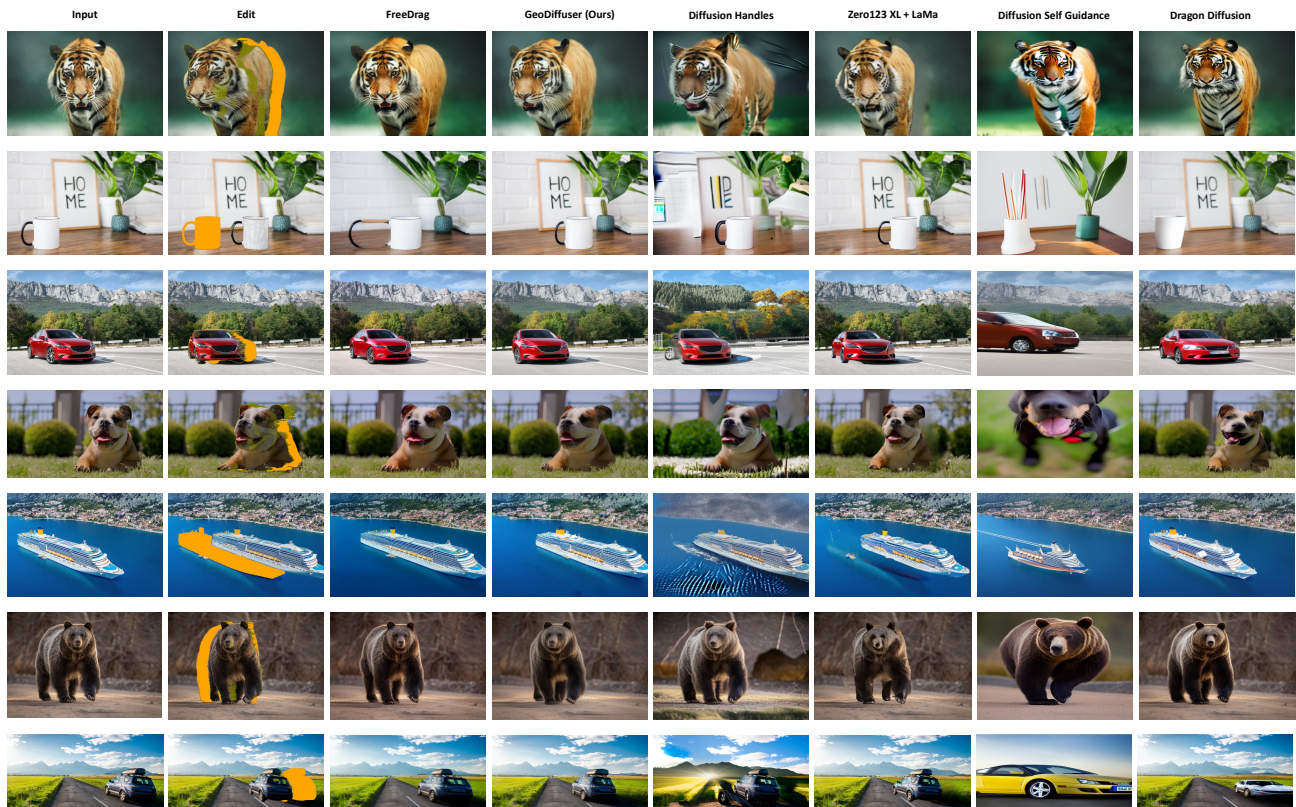 Input Edit FreeDrag GeoDiffuser (Ours) Diffusion Handles Zero123 XL + LaMa Diffusion Self Guidance Dragon Diffusion
HO HO HO HO HO
ME ME ME ME ME